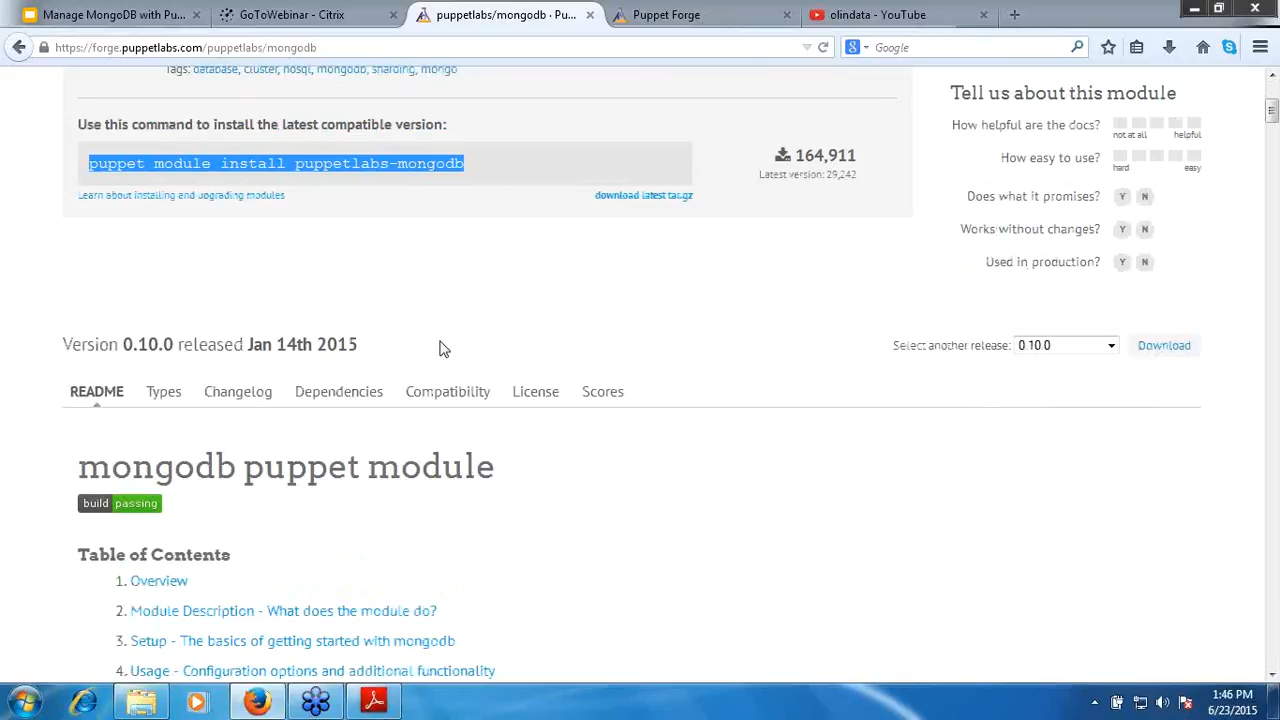 Manage MongoDB with Pu...
GoToWebinar - Citrix
puppetlabs/mongodb · Pu...
Puppet Forge
olindata - YouTube
https://forge.puppetlabs.com/puppetlabs/mongodb
Google
Tags: database, cluster, nosql, mongodb, sharding, mongo
Use this command to install the latest compatible version:
puppet module install puppetlabs-mongodb
Learn about installing and upgrading modules
download latest tar.gz
164,911
Latest version: 29,242
Tell us about this module
How helpful are the docs?
not at all helpful
How easy to use?
hard easy
Does what it promises? Y N
Works without changes? Y N
Used in production? Y N
Version 0.10.0 released Jan 14th 2015
Select another release: 0.10.0 Download
README Types Changelog Dependencies Compatibility License Scores
mongodb puppet module
build passing
Table of Contents
1. Overview
2. Module Description - What does the module do?
3. Setup - The basics of getting started with mongodb
4. Usage - Configuration options and additional functionality
1:46 PM
6/23/2015